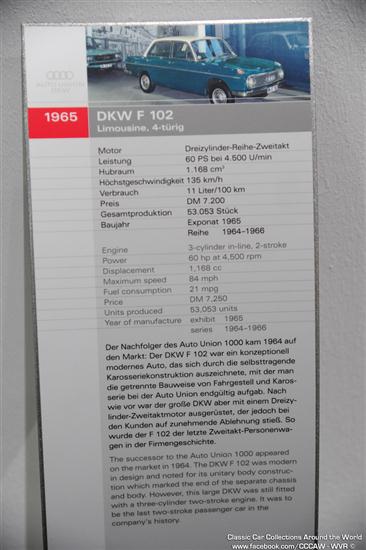 AUTO UNION
DKW
1965
DKW F 102
Limousine, 4-türig
Motor Dreizylinder-Reihe-Zweitakt
Leistung 60 PS bei 4.500 U/min
Hubraum 1.168 cm³
Höchstgeschwindigkeit 135 km/h
Verbrauch 11 Liter/100 km
Preis DM 7.200
Gesamtproduktion 53.053 Stück
Baujahr Exponat 1965
Reihe 1964-1966
Engine 3-cylinder in-line, 2-stroke
Power 60 hp at 4,500 rpm
Displacement 1,168 cc
Maximum speed 84 mph
Fuel consumption 21 mpg
Price DM 7,250
Units produced 53,053 units
Year of manufacture exhibit 1965
series 1964-1966
Der Nachfolger des Auto Union 1000 kam 1964 auf
den Markt: Der DKW F 102 war ein konzeptionell
modernes Auto, das sich durch die selbsttragende
Karosseriekonstruktion auszeichnete, mit der man
die getrennte Bauweise von Fahrgestell und Karos-
serie bei der Auto Union endgültig aufgab. Nach
wie vor war der große DKW aber mit einem Dreizy-
linder-Zweitaktmotor ausgerüstet, der jedoch bei
den Kunden auf zunehmende Ablehnung stieß. So
wurde der F 102 der letzte Zweitakt-Personenwa-
gen in der Firmengeschichte.
The successor to the Auto Union 1000 appeared
on the market in 1964. The DKW F 102 was modern
in design and noted for its unitary body construc-
tion which marked the end of the separate chassis
and body. However, this large DKW was still fitted
with a three-cylinder two-stroke engine. It was to
be the last two-stroke passenger car in the
company's history.
Classic Car Collections Around the World
www.facebook.com/CCCAW - WVR ©